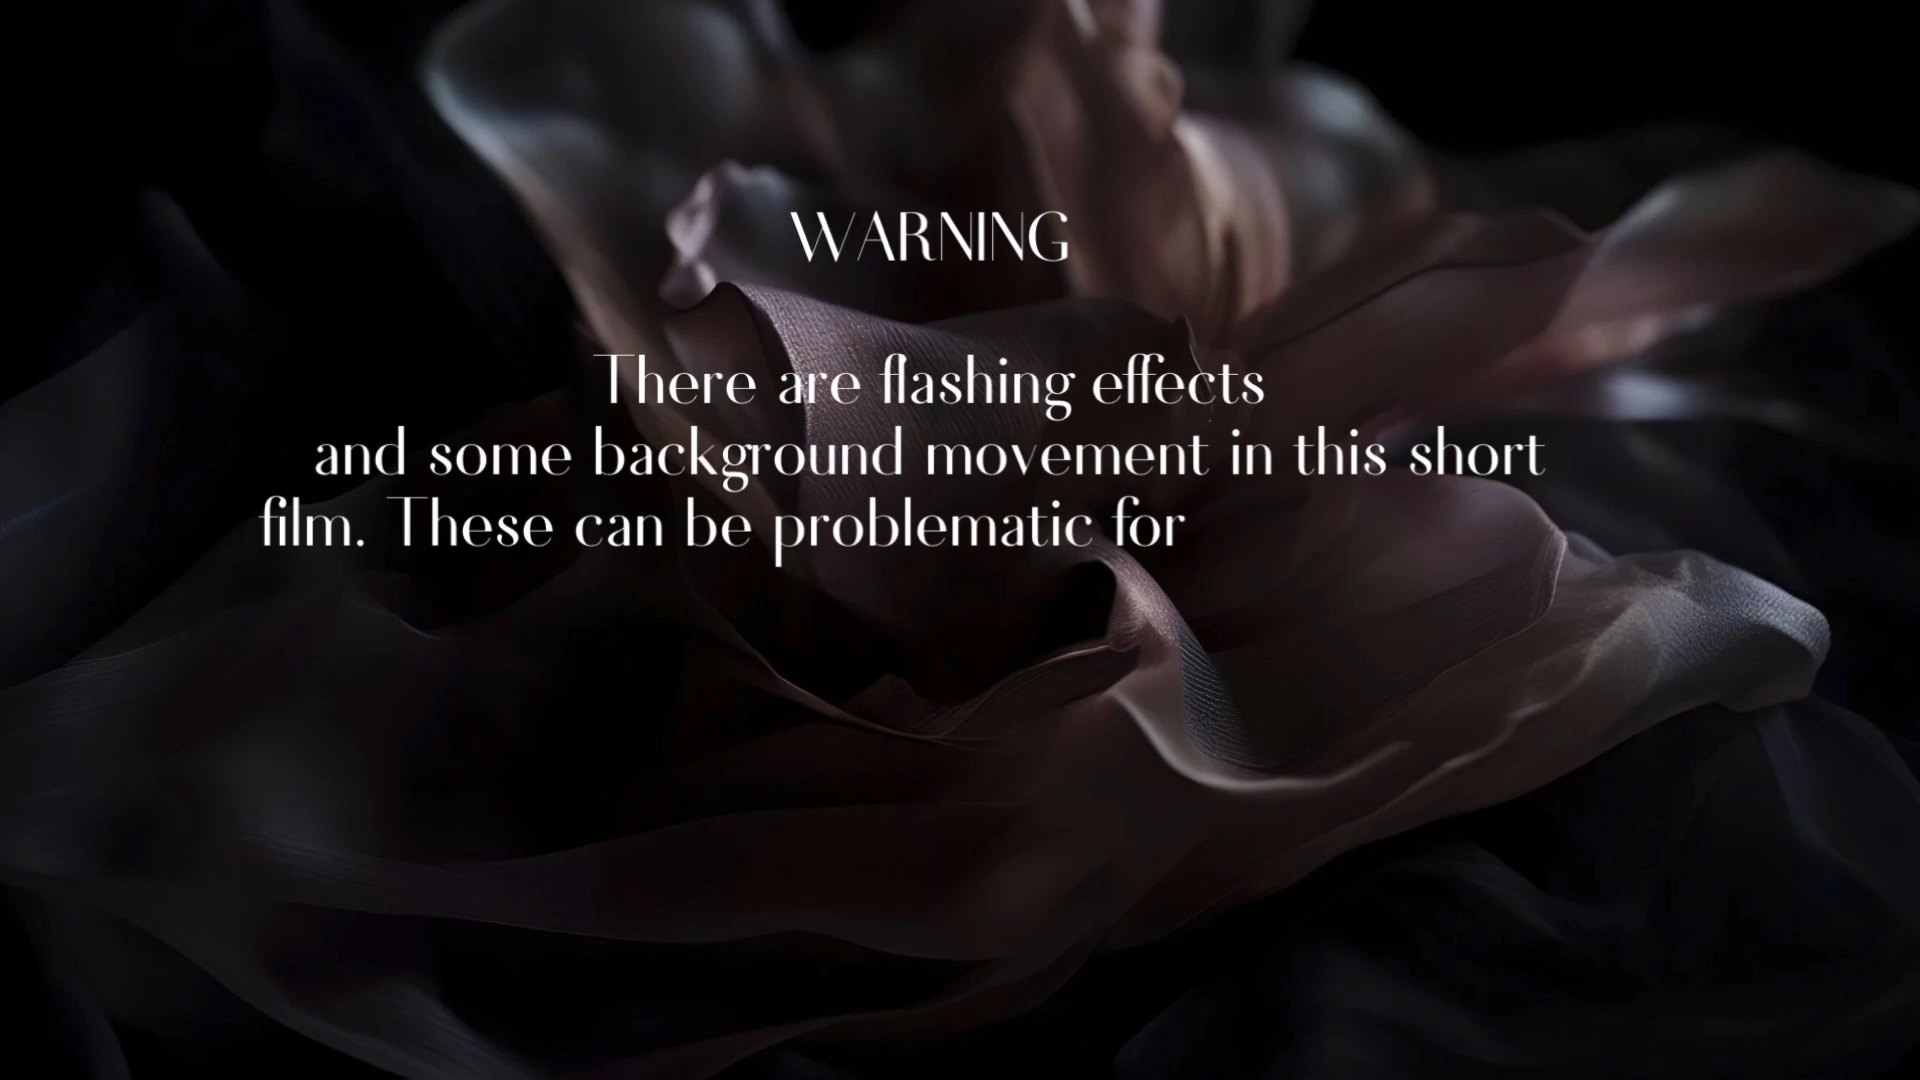 WARNING
There are flashing effects
and some background movement in this short
film. These can be problematic for